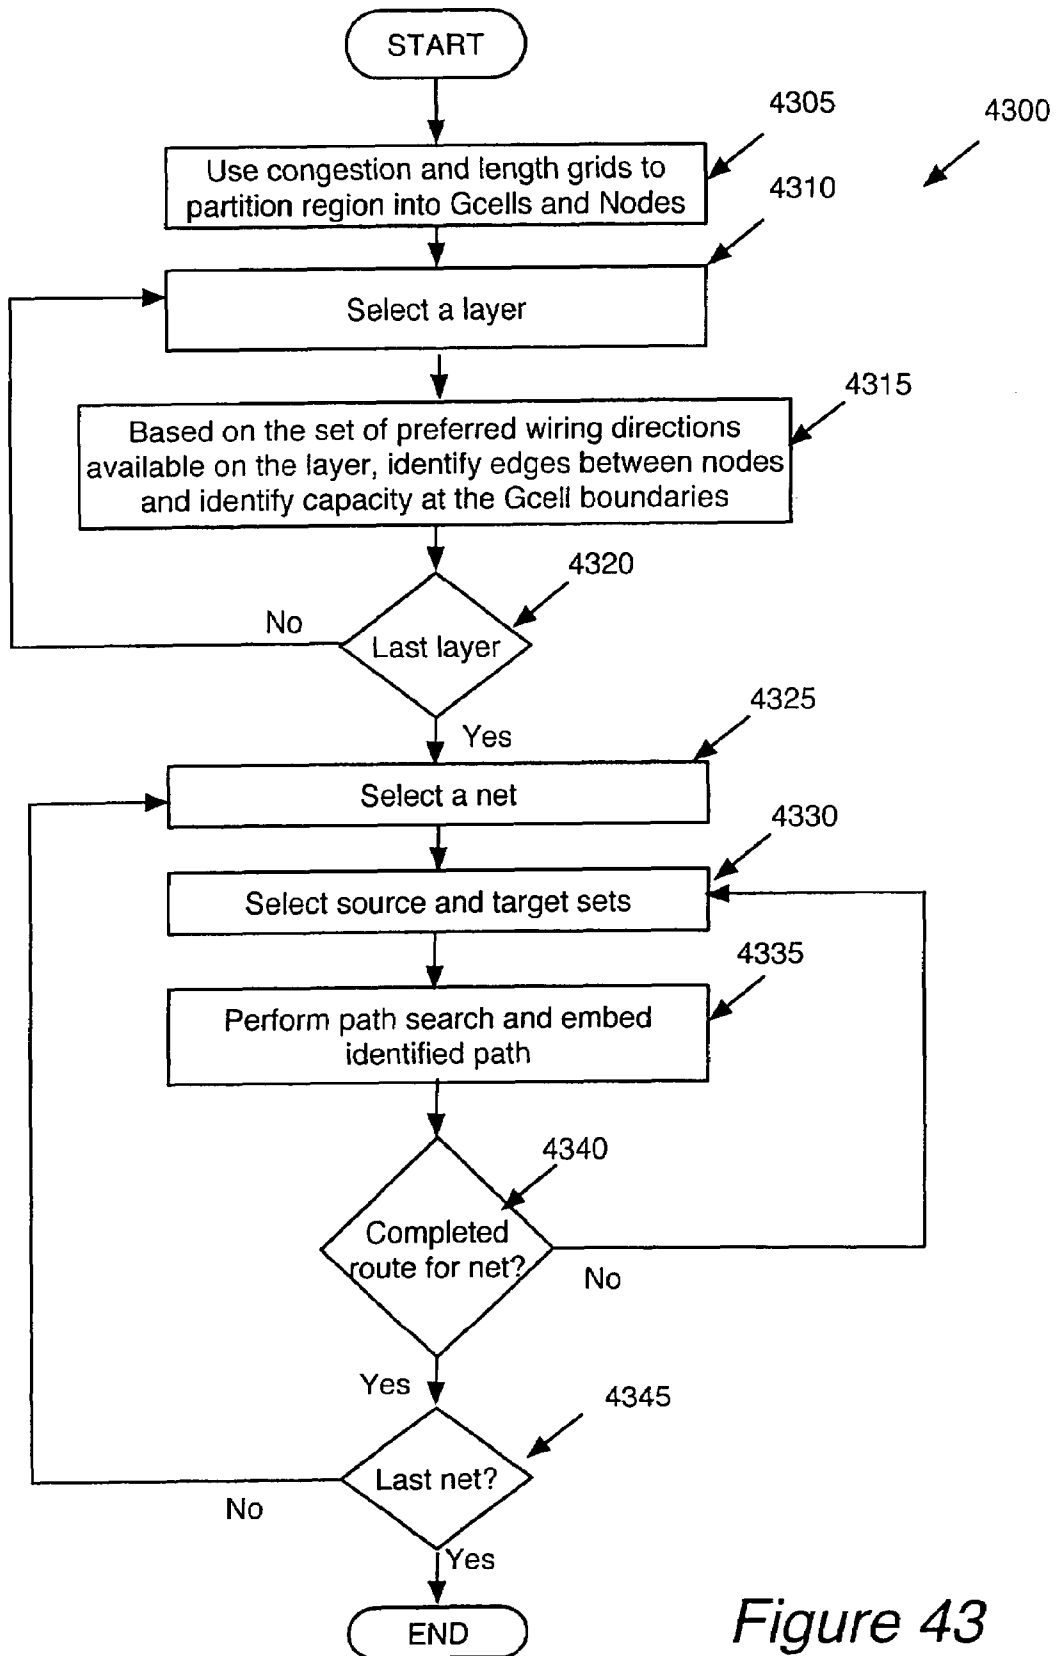 START
4305
4300
Use congestion and length grids to
partition region into Gcells and Nodes
4310
Select a layer
4315
Based on the set of preferred wiring directions
available on the layer, identify edges between nodes
and identify capacity at the Gcell boundaries
4320
No
Last layer
4325
Yes
Select a net
4330
Select source and target sets
4335
Perform path search and embed
identified path
4340
Completed
route for net?
No
Yes
4345
Last net?
No
Yes
END
Figure 43